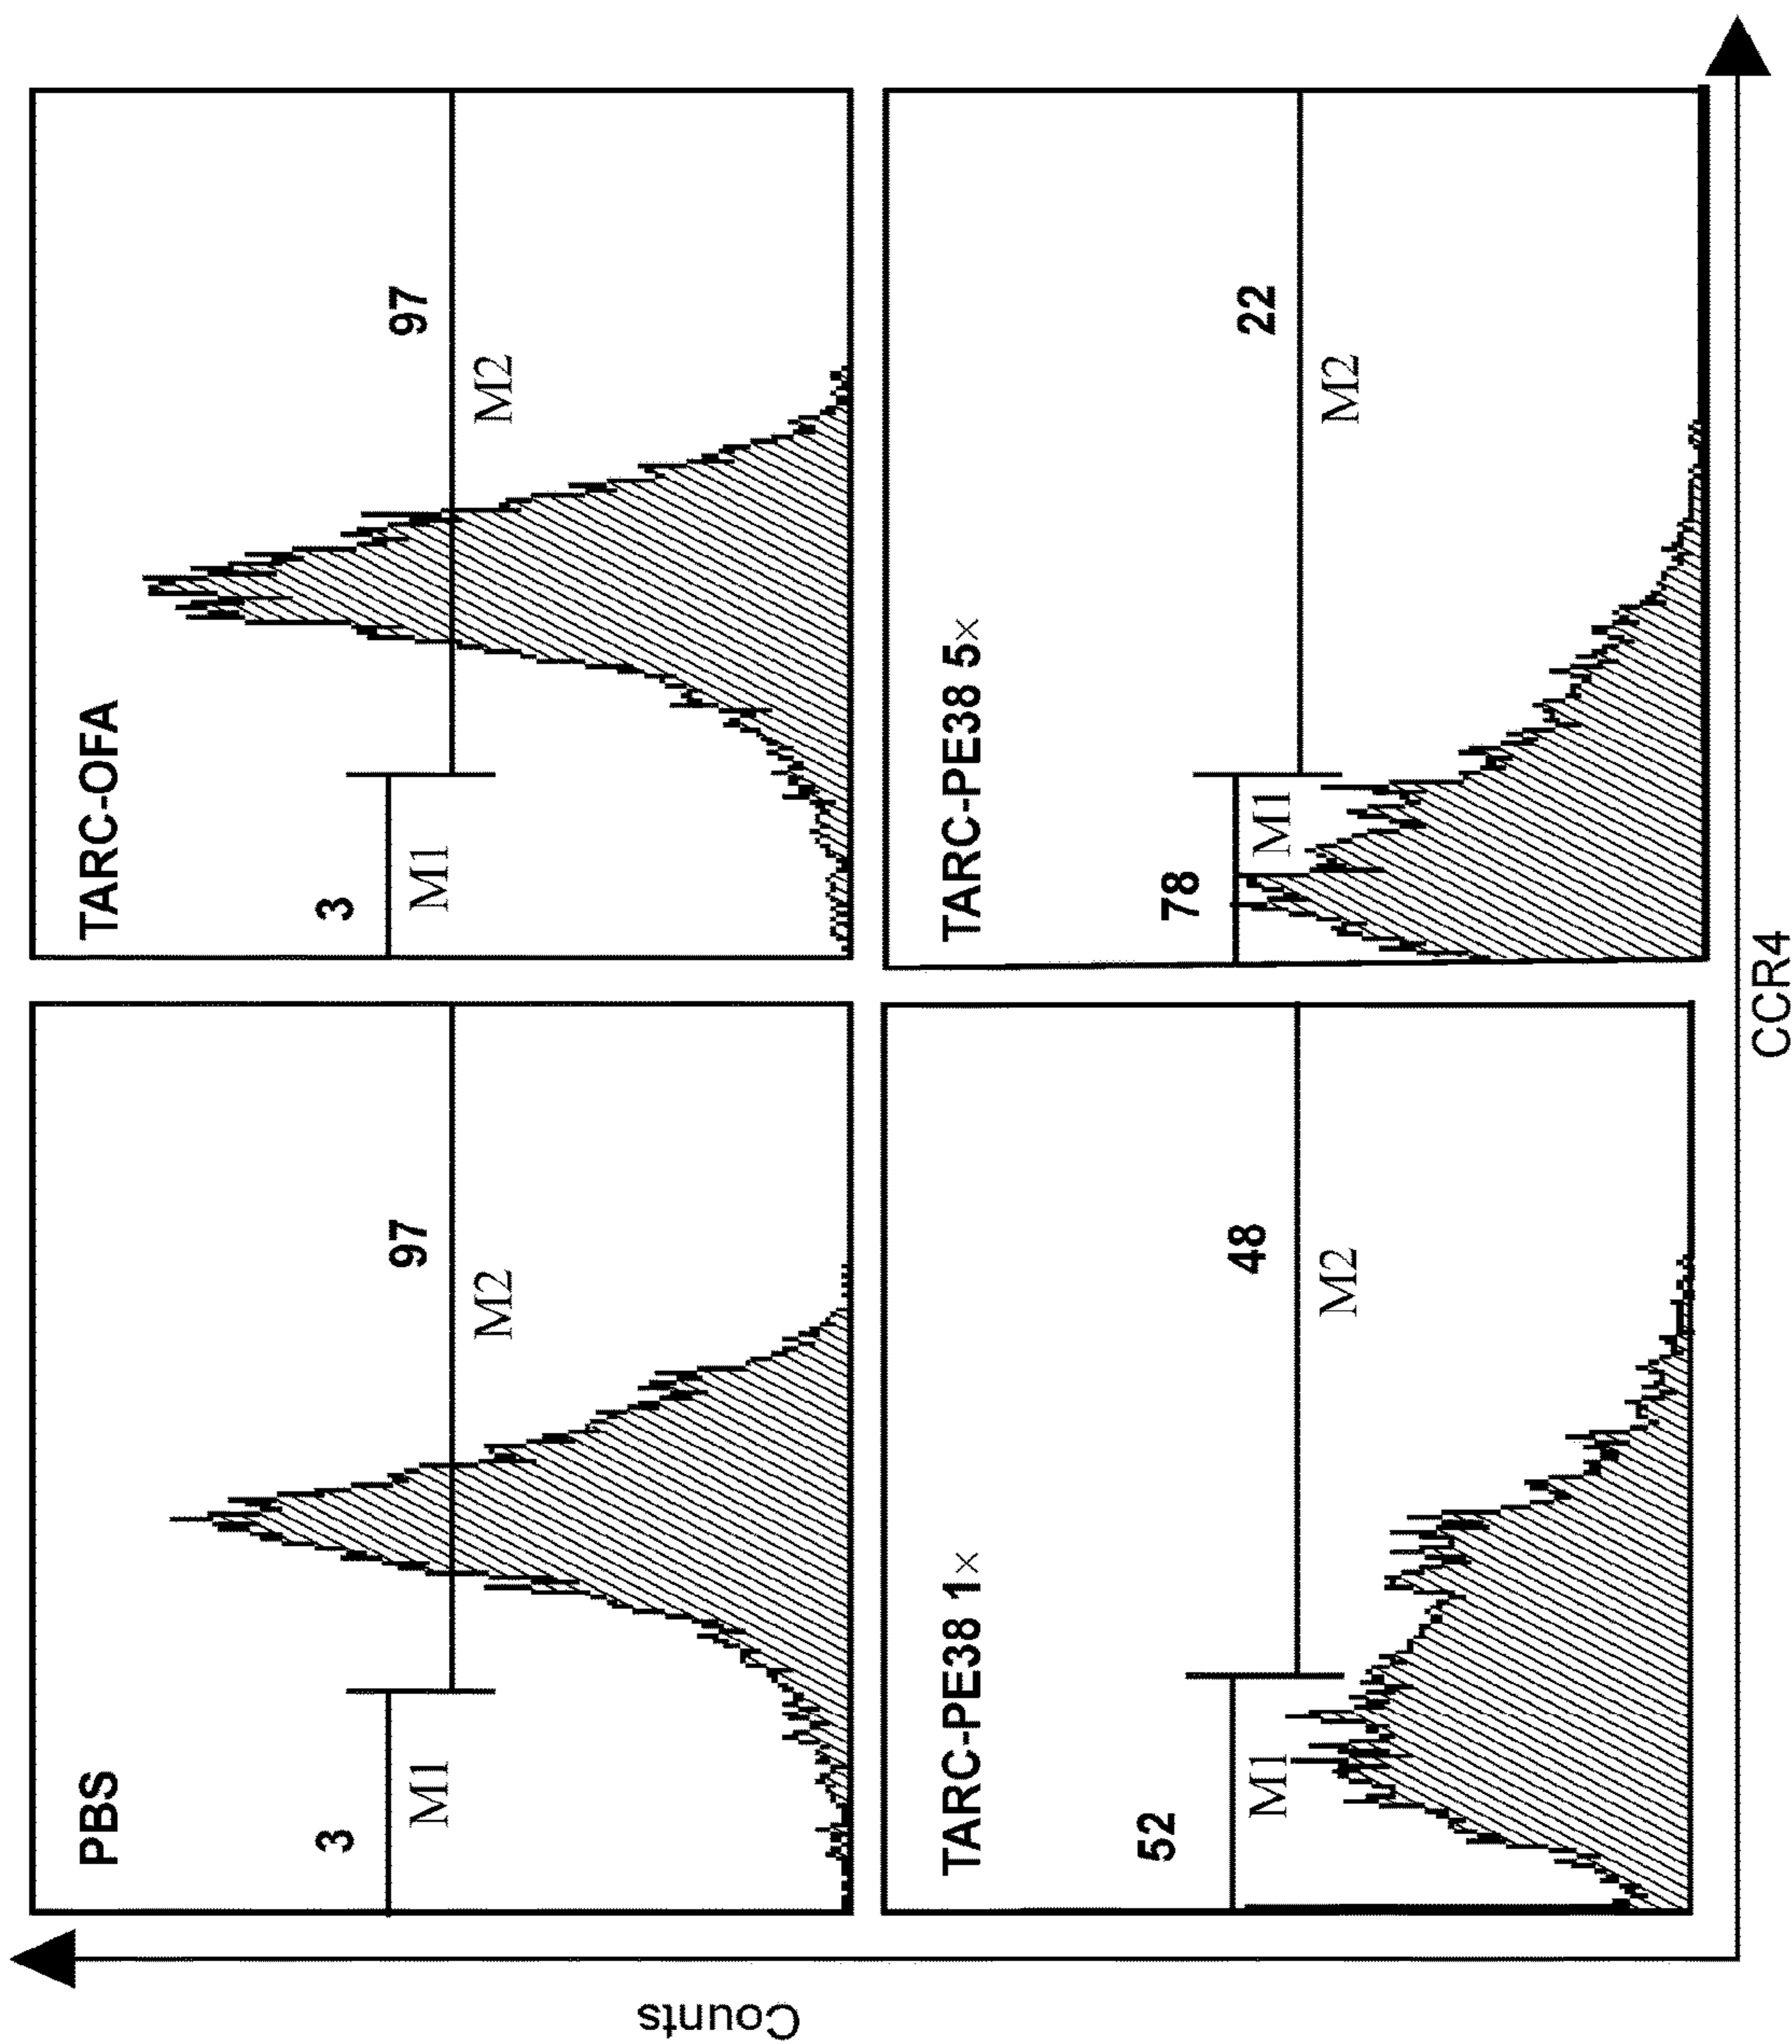 PBS
3
97
M1
M2
TARC-OFA
3
97
M1
M2
TARC-PE38 1×
52
48
M1
M2
TARC-PE38 5×
78
22
M1
M2
Counts
CCR4